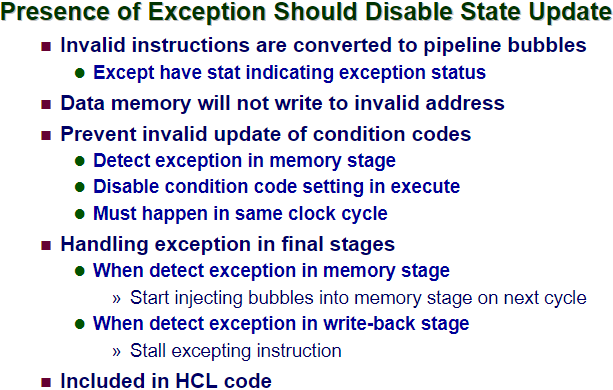 Presence of Exception Should Disable State Update
Invalid instructions are converted to pipeline bubbles
Except have stat indicating exception status
Data memory will not write to invalid address
Prevent invalid update of condition codes
Detect exception in memory stage
Disable condition code setting in execute
Must happen in same clock cycle
Handling exception in final stages
When detect exception in memory stage
» Start injecting bubbles into memory stage on next cycle
When detect exception in write-back stage
» Stall excepting instruction
Included in HCL code